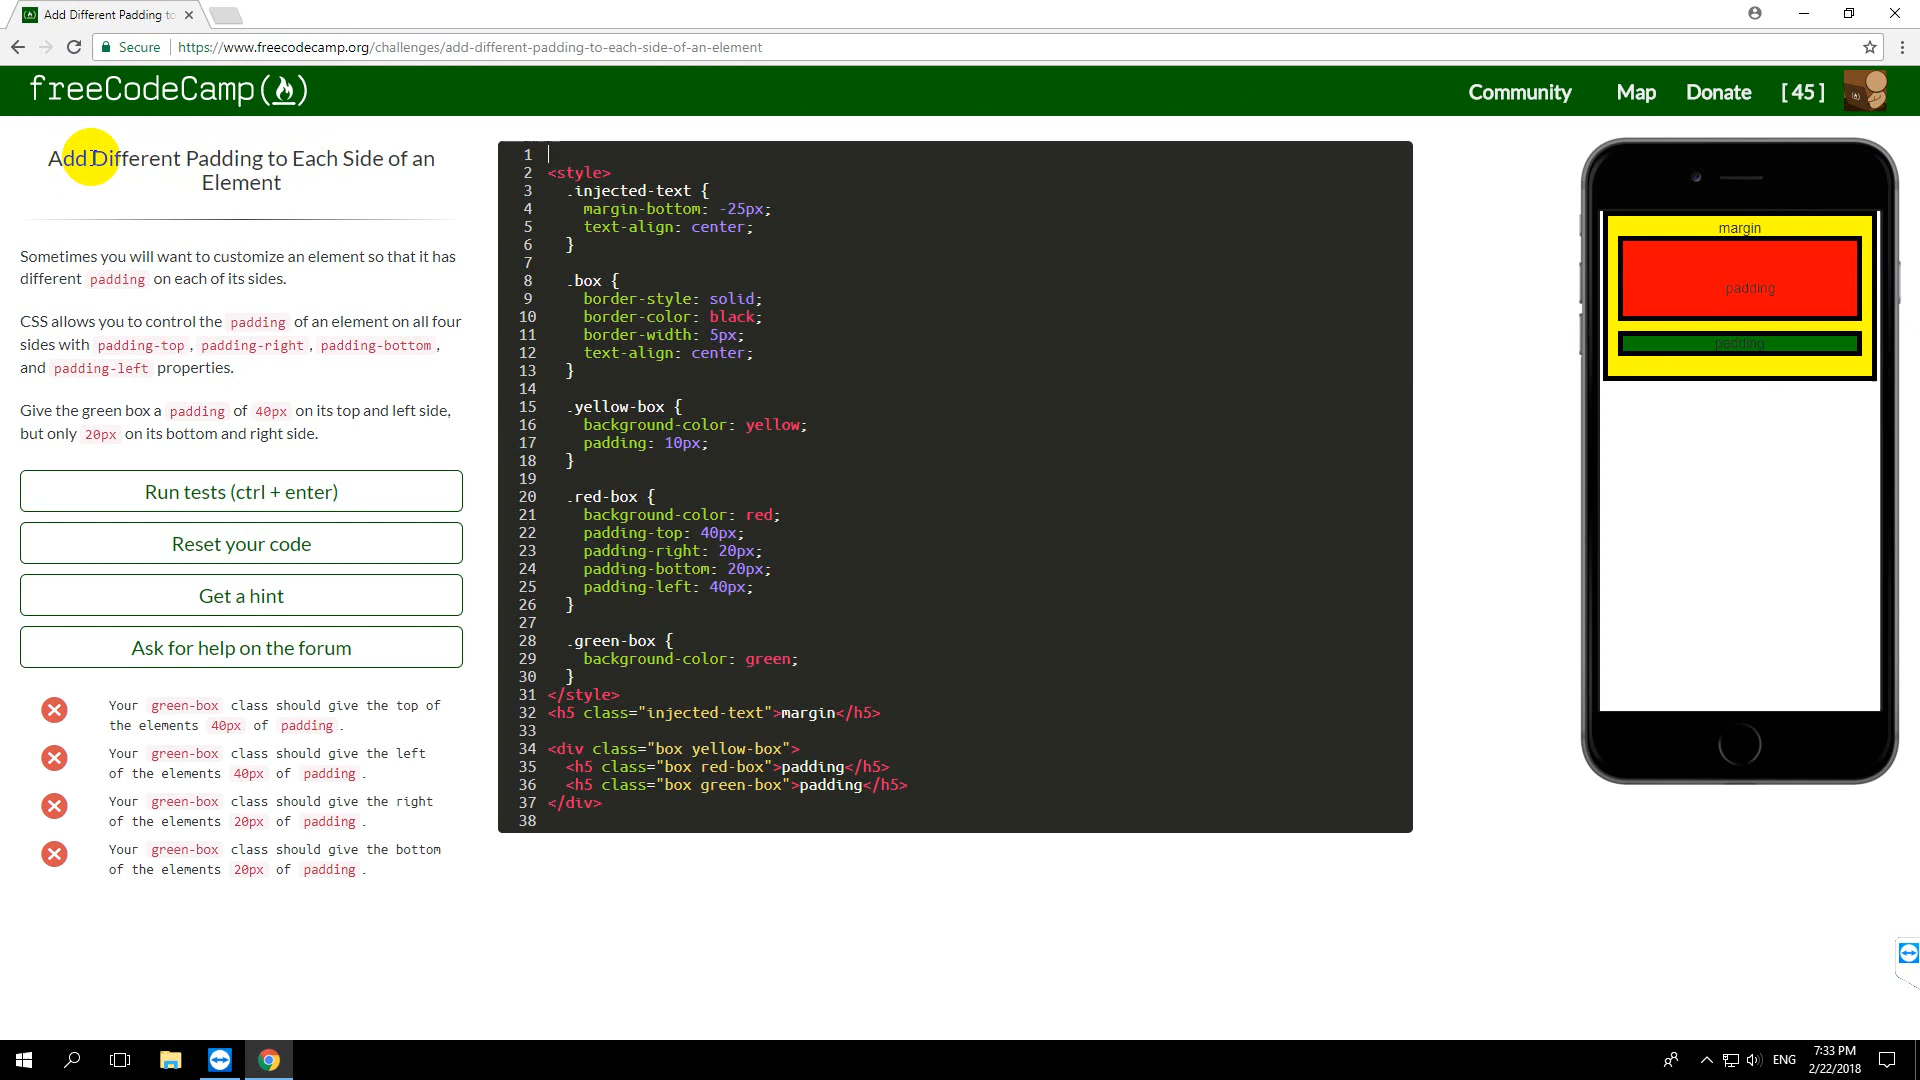 Add Different Padding to
Secure https://www.freecodecamp.org/challenges/add-different-padding-to-each-side-of-an-element
freeCodeCamp
Community Map Donate [ 45 ]
Add Different Padding to Each Side of an
Element
Sometimes you will want to customize an element so that it has
different padding on each of its sides.
CSS allows you to control the padding of an element on all four
sides with padding-top , padding-right , padding-bottom ,
and padding-left properties.
Give the green box a padding of 40px on its top and left side,
but only 20px on its bottom and right side.
Run tests (ctrl + enter)
Reset your code
Get a hint
Ask for help on the forum
Your green-box class should give the top of
the elements 40px of padding .
Your green-box class should give the left
of the elements 40px of padding .
Your green-box class should give the right
of the elements 20px of padding .
Your green-box class should give the bottom
of the elements 20px of padding .
1
2 <style>
3 .injected-text {
4 margin-bottom: -25px;
5 text-align: center;
6 }
7
8 .box {
9 border-style: solid;
10 border-color: black;
11 border-width: 5px;
12 text-align: center;
13 }
14
15 .yellow-box {
16 background-color: yellow;
17 padding: 10px;
18 }
19
20 .red-box {
21 background-color: red;
22 padding-top: 40px;
23 padding-right: 20px;
24 padding-bottom: 20px;
25 padding-left: 40px;
26 }
27
28 .green-box {
29 background-color: green;
30 }
31 </style>
32 <h5 class="injected-text">margin</h5>
33
34 <div class="box yellow-box">
35 <h5 class="box red-box">padding</h5>
36 <h5 class="box green-box">padding</h5>
37 </div>
38
margin
padding
padding
ENG
7:33 PM
2/22/2018